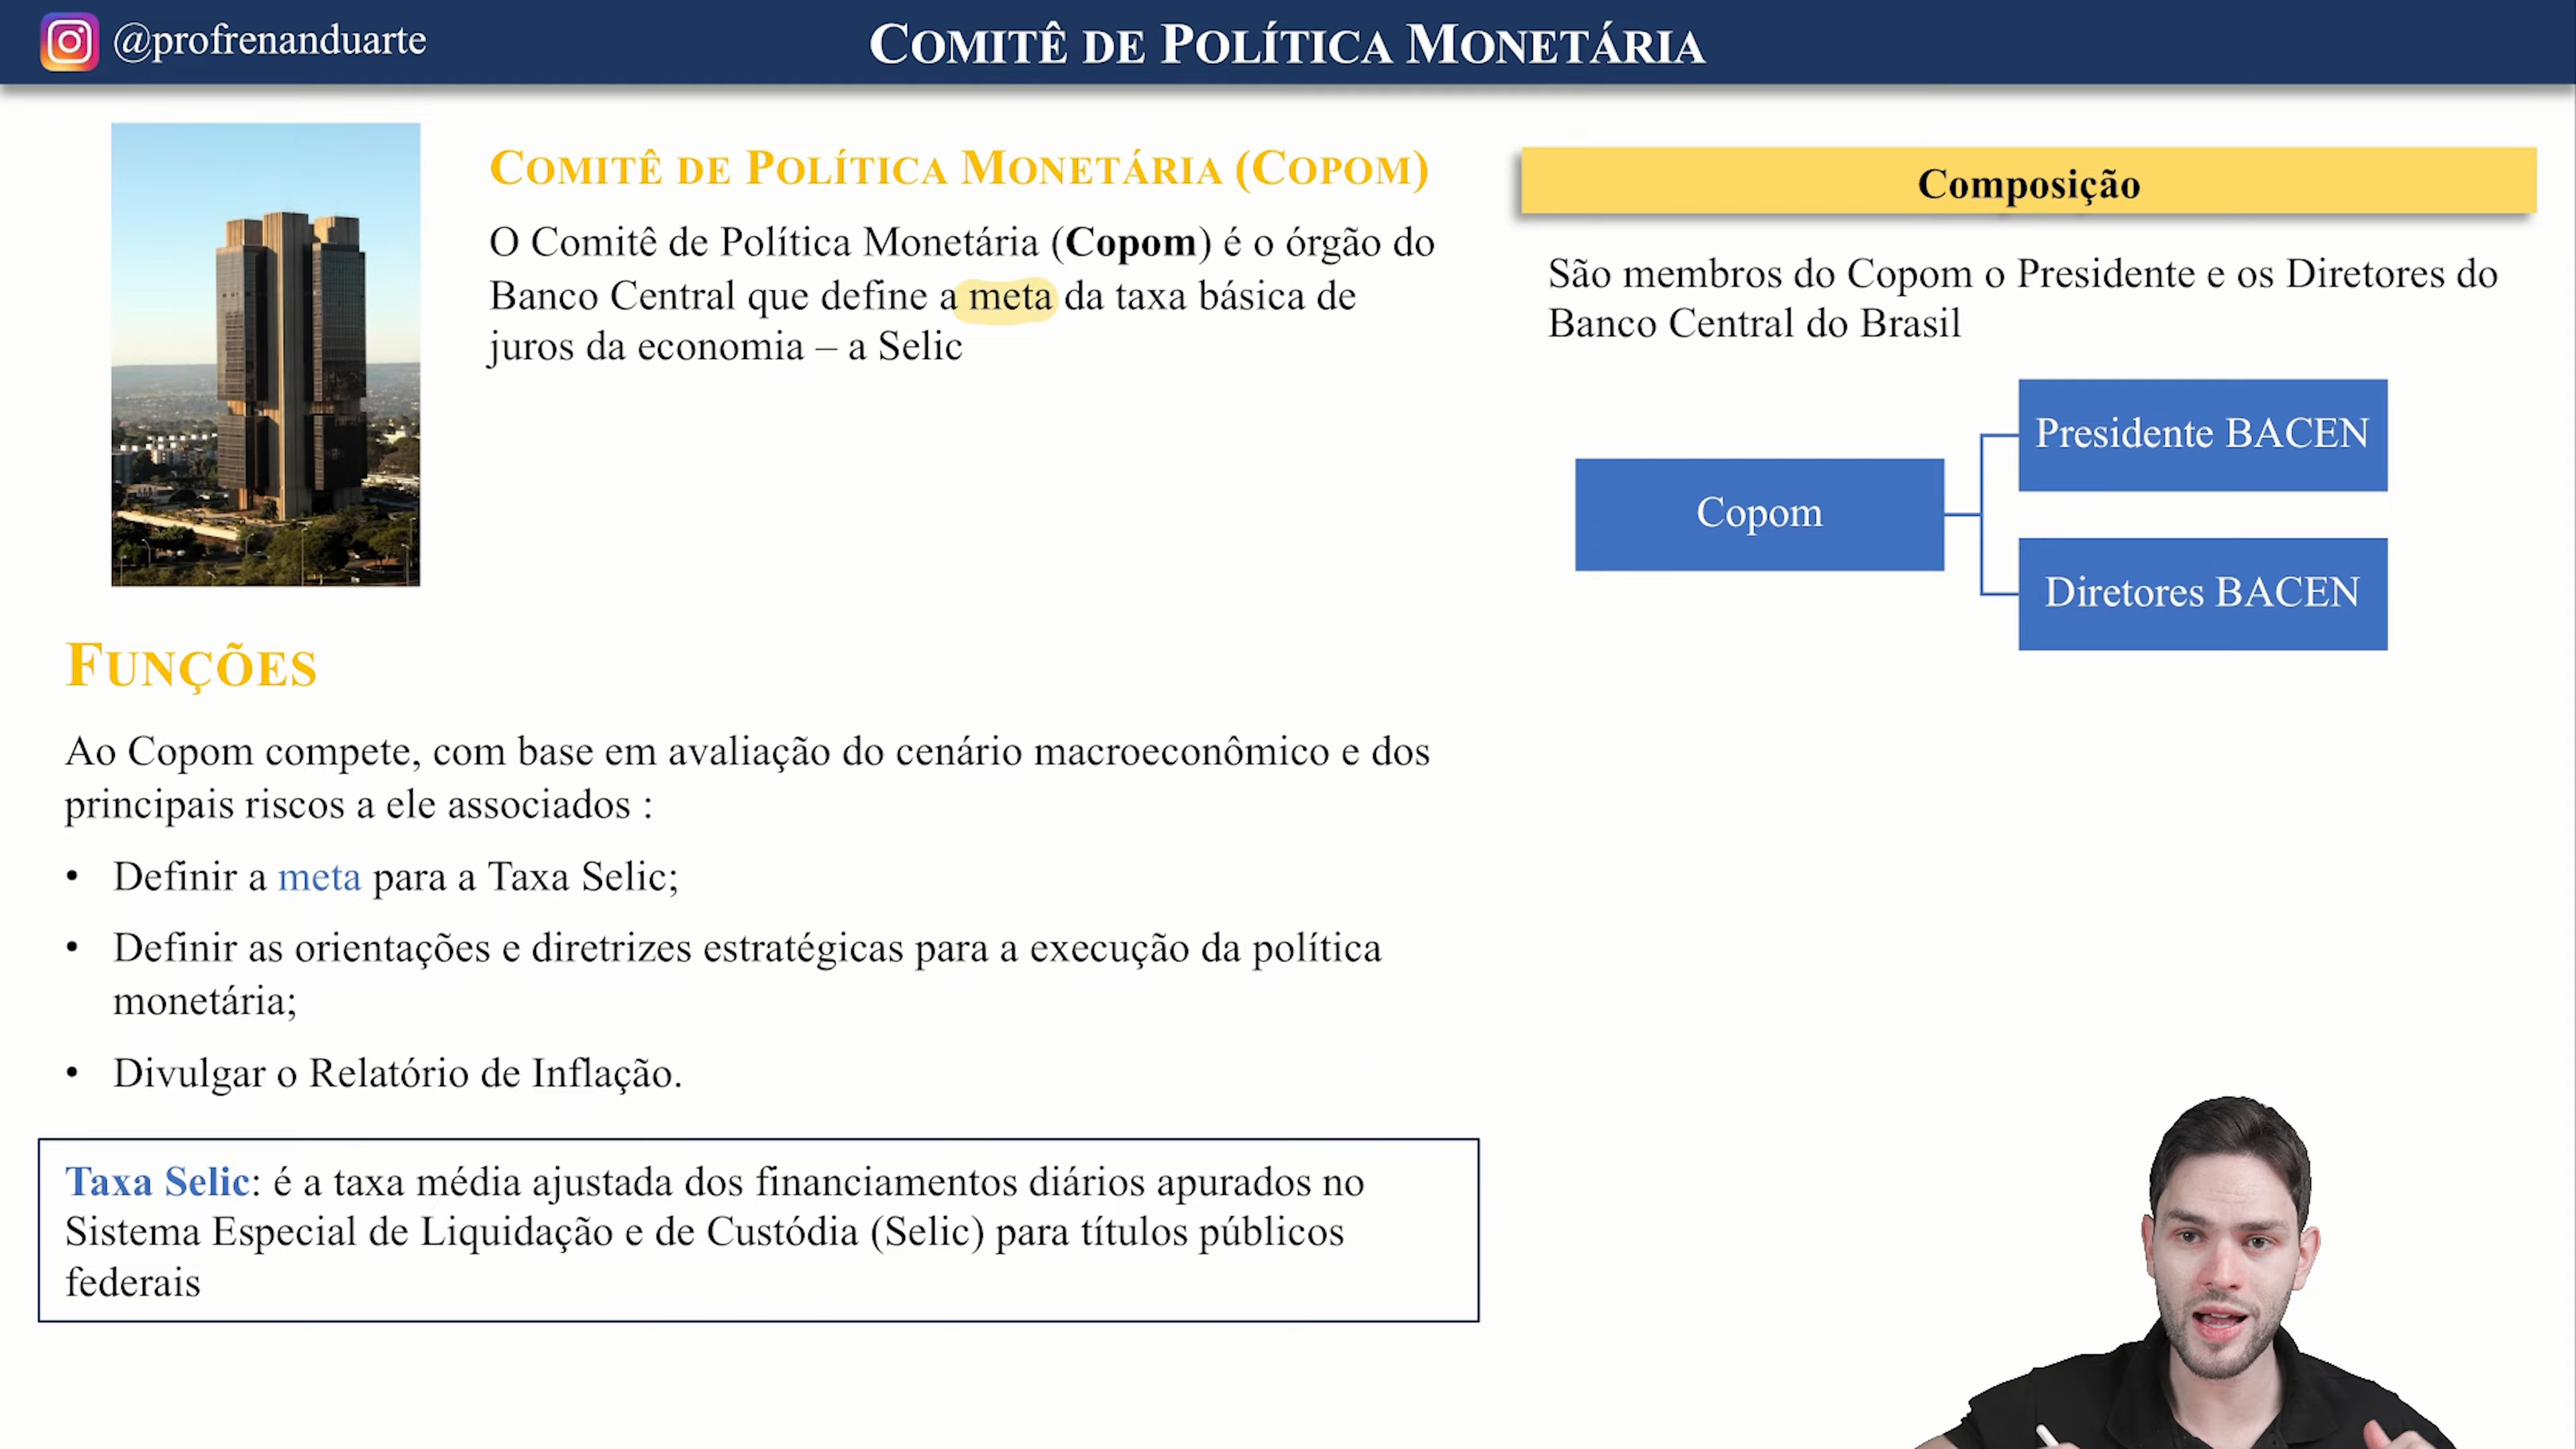 @profrenanduarte
COMITÊ DE POLÍTICA MONETÁRIA
COMITÊ DE POLÍTICA MONETÁRIA (COPOM)
O Comitê de Política Monetária (Copom) é o órgão do
Banco Central que define a meta da taxa básica de
juros da economia – a Selic
Composição
São membros do Copom o Presidente e os Diretores do
Banco Central do Brasil
Copom
Presidente BACEN
Diretores BACEN
FUNÇÕES
Ao Copom compete, com base em avaliação do cenário macroeconômico e dos
principais riscos a ele associados :
• Definir a meta para a Taxa Selic;
• Definir as orientações e diretrizes estratégicas para a execução da política
monetária;
• Divulgar o Relatório de Inflação.
Taxa Selic: é a taxa média ajustada dos financiamentos diários apurados no
Sistema Especial de Liquidação e de Custódia (Selic) para títulos públicos
federais